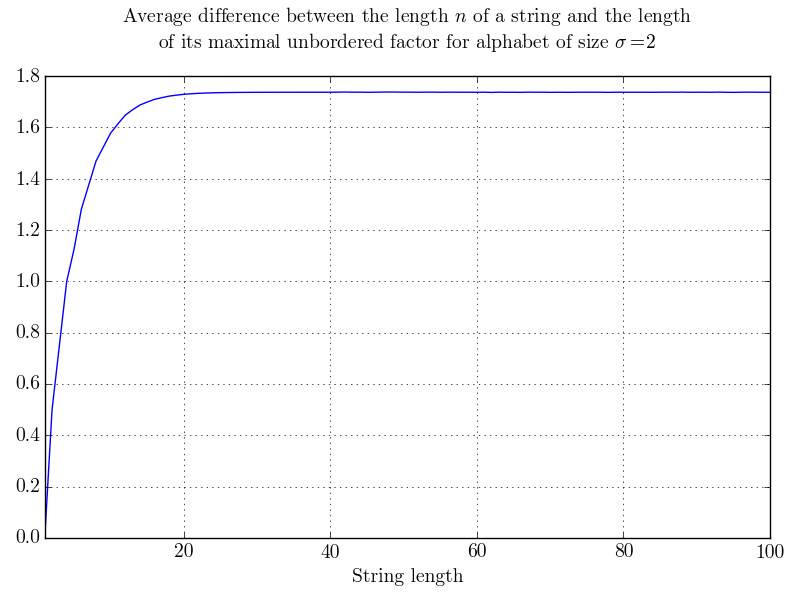 Average difference between the length n of a string and the length
of its maximal unbordered factor for alphabet of size σ=2
1.8
1.6
1.4
1.2
1.0
0.8
0.6
0.4
0.2
0.0
20 40 60 80 100
String length